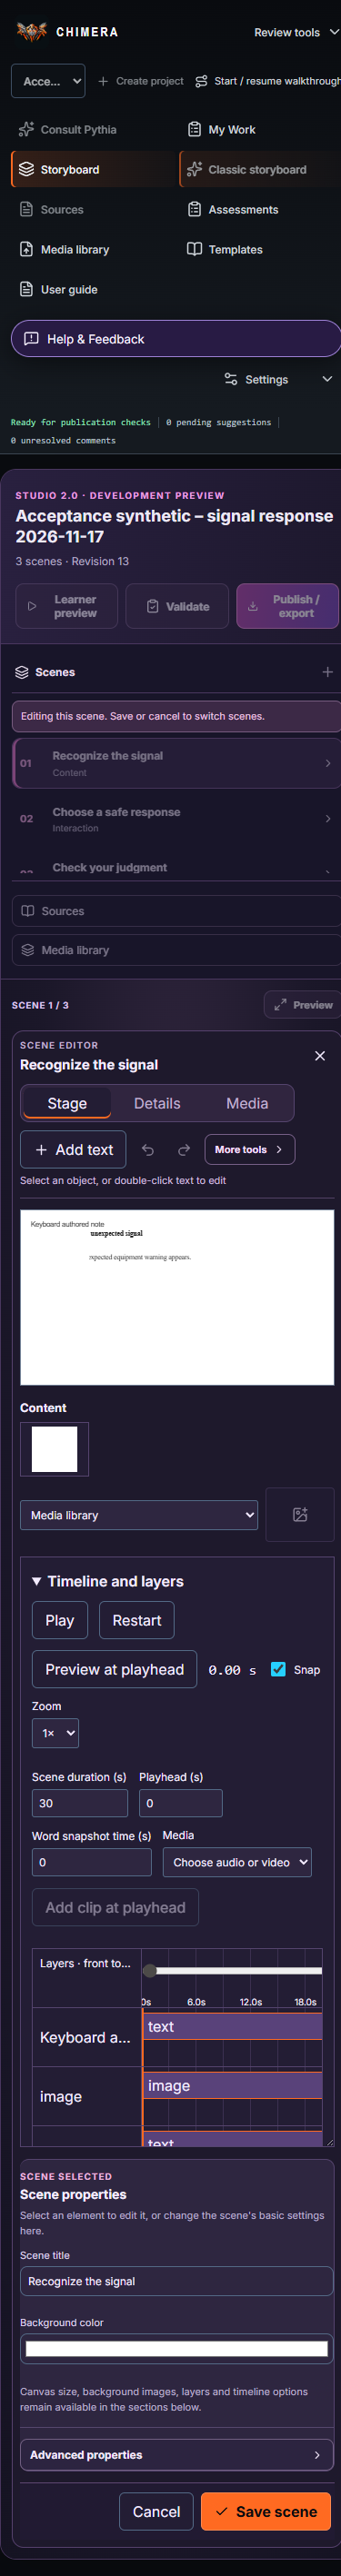 CHIMERA
Review tools
Acce...
Create project
Start / resume walkthrough
Consult Pythia
My Work
Storyboard
Classic storyboard
Sources
Assessments
Media library
Templates
User guide
Help & Feedback
Settings
Ready for publication checks
0 pending suggestions
0 unresolved comments
STUDIO 2.0 · DEVELOPMENT PREVIEW
Acceptance synthetic – signal response
2026-11-17
3 scenes · Revision 13
Learner
preview
Validate
Publish /
export
Scenes
Editing this scene. Save or cancel to switch scenes.
01
Recognize the signal
Content
02
Choose a safe response
Interaction
Check your judgment
Sources
Media library
SCENE 1 / 3
Preview
SCENE EDITOR
Recognize the signal
Stage
Details
Media
Add text
More tools
Select an object, or double-click text to edit
Keyboard authored note
unexpected signal
xpected equipment warning appears.
Content
Media library
Timeline and layers
Play
Restart
Preview at playhead
0.00 s
Snap
Zoom
1×
Scene duration (s)
Playhead (s)
30
0
Word snapshot time (s)
Media
0
Choose audio or video
Add clip at playhead
Layers · front to...
0s
6.0s
12.0s
18.0s
Keyboard a...
text
image
image
text
SCENE SELECTED
Scene properties
Select an element to edit it, or change the scene's basic settings
here.
Scene title
Recognize the signal
Background color
Canvas size, background images, layers and timeline options
remain available in the sections below.
Advanced properties
Cancel
Save scene